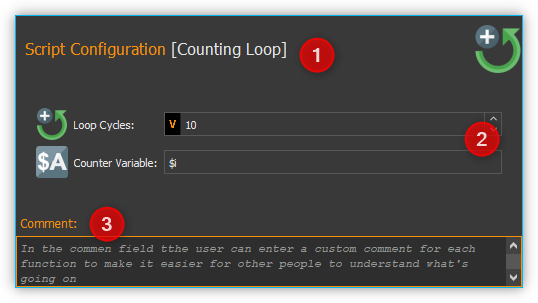 Script Configuration [Counting Loop] 1
Loop Cycles: V 10
2
$A Counter Variable: $i
Comment: 3
In the commen field tthe user can enter a custom comment for each
function to make it easier for other people to understand what's
going on